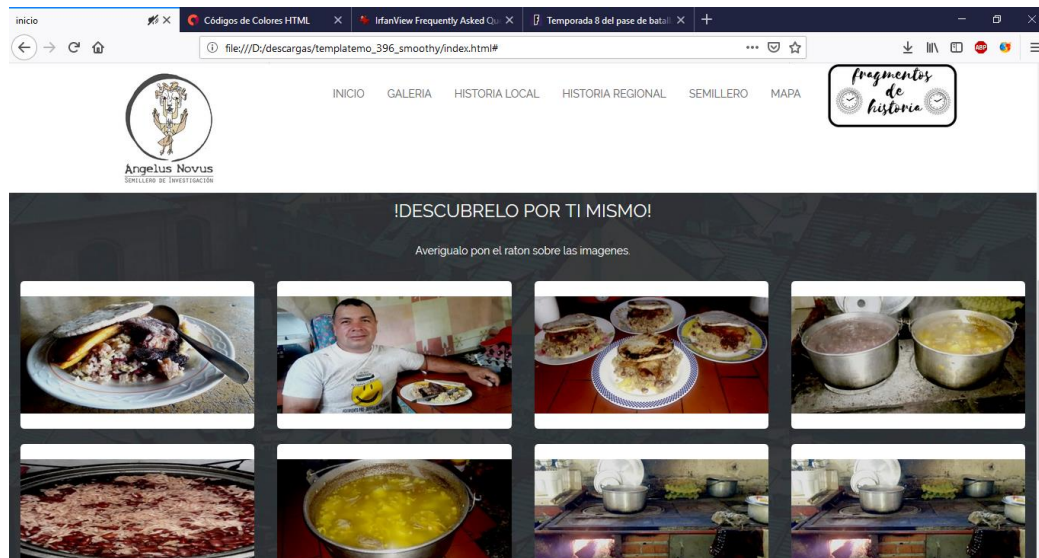 inicio
Códigos de Colores HTML
IrfanView Frequently Asked Qu
Temporada 8 del pase de batall
file:///D:/descargas/templatemo_396_smoothy/index.html#
ABP
fragmentos
de
historia
INICIO GALERIA HISTORIA LOCAL HISTORIA REGIONAL SEMILLERO MAPA
Angelus Novus
SEMILLERO DE INVESTIGACIÓN
!DESCUBRELO POR TI MISMO!
Averigualo pon el raton sobre las imagenes.